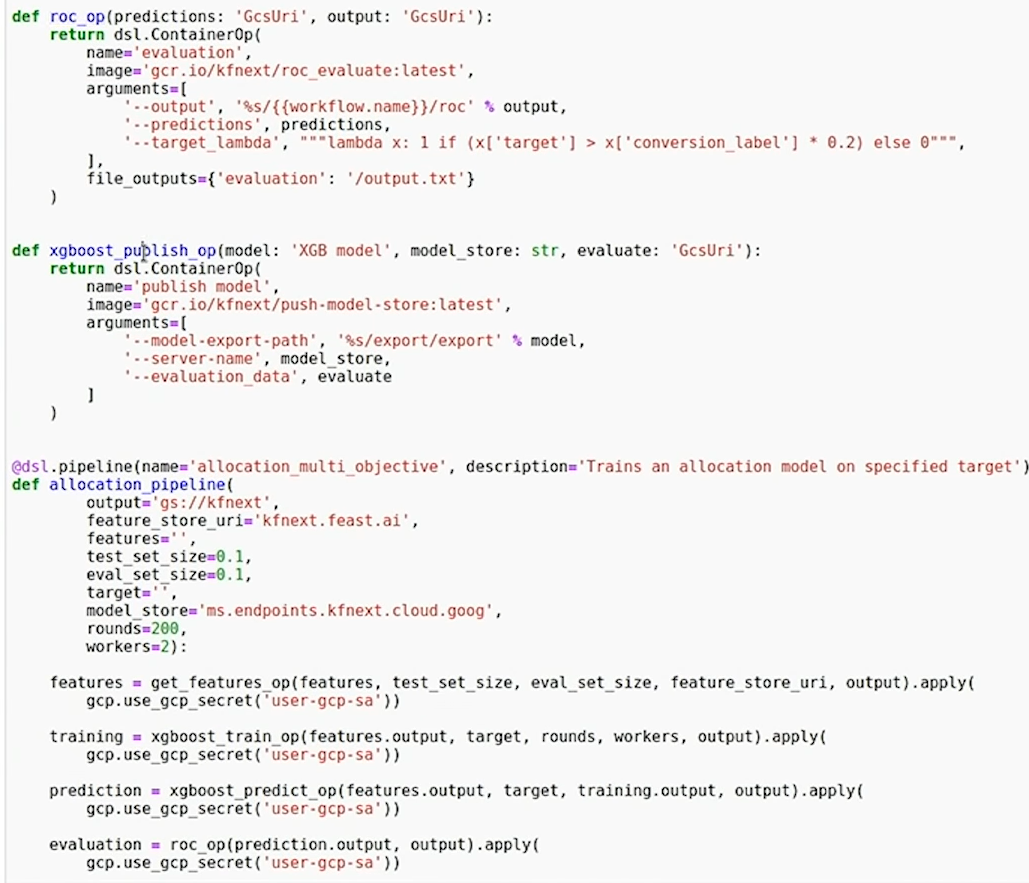 def roc_op(predictions: 'GcsUri', output: 'GcsUri'):
    return dsl.ContainerOp(
        name='evaluation',
        image='gcr.io/kfnext/roc_evaluate:latest',
        arguments=[
            '--output', '%s/{{workflow.name}}/roc' % output,
            '--predictions', predictions,
            '--target_lambda', """lambda x: 1 if (x['target'] > x['conversion_label'] * 0.2) else 0""",
        ],
        file_outputs={'evaluation': '/output.txt'}
    )
def xgboost_publish_op(model: 'XGB model', model_store: str, evaluate: 'GcsUri'):
    return dsl.ContainerOp(
        name='publish model',
        image='gcr.io/kfnext/push-model-store:latest',
        arguments=[
            '--model-export-path', '%s/export/export' % model,
            '--server-name', model_store,
            '--evaluation_data', evaluate
        ]
    )
@dsl.pipeline(name='allocation_multi_objective', description='Trains an allocation model on specified target')
def allocation_pipeline(
        output='gs://kfnext',
        feature_store_uri='kfnext.feast.ai',
        features='',
        test_set_size=0.1,
        eval_set_size=0.1,
        target='',
        model_store='ms.endpoints.kfnext.cloud.goog',
        rounds=200,
        workers=2):
    features = get_features_op(features, test_set_size, eval_set_size, feature_store_uri, output).apply(
        gcp.use_gcp_secret('user-gcp-sa'))
    training = xgboost_train_op(features.output, target, rounds, workers, output).apply(
        gcp.use_gcp_secret('user-gcp-sa'))
    prediction = xgboost_predict_op(features.output, target, training.output, output).apply(
        gcp.use_gcp_secret('user-gcp-sa'))
    evaluation = roc_op(prediction.output, output).apply(
        gcp.use_gcp_secret('user-gcp-sa'))